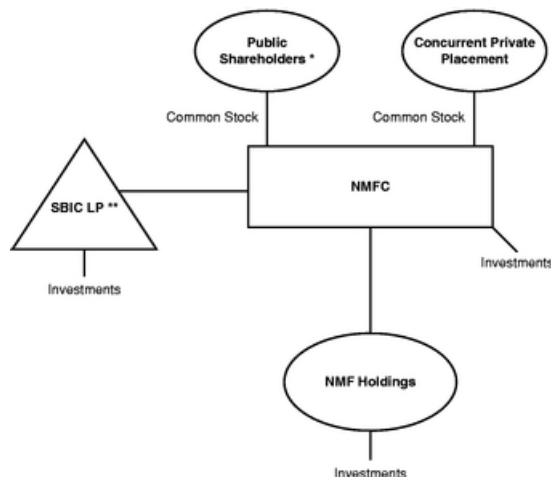 Public
Shareholders *
Concurrent Private
Placement
Common Stock
Common Stock
NMFC
SBIC LP **
Investments
Investments
NMF Holdings
Investments